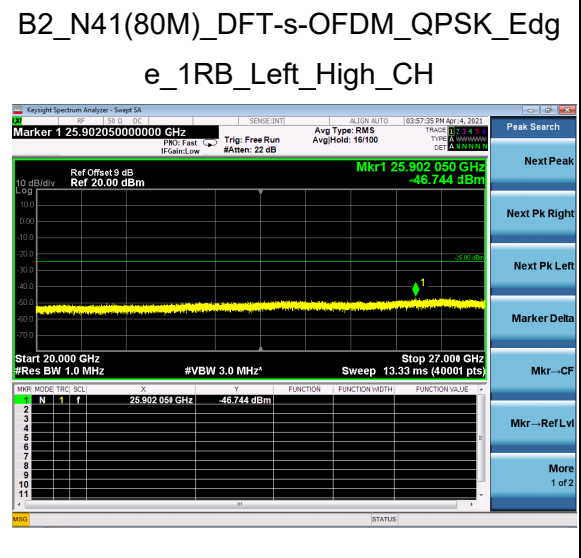 B2_N41(80M)_DFT-s-OFDM_QPSK_Edg
e_1RB_Left_High_CH
Keysight Spectrum Analyzer - Swept SA
RF 50 Ω DC SENSE:INT ALIGN AUTO 03:57:35 PM Apr 14, 2021
Marker 1 25.902050000000 GHz
PNO: Fast
IFGain:Low
Trig: Free Run
#Atten: 22 dB
Avg Type: RMS
Avg|Hold: 16/100
TRACE 1 2 3 4 5 6
TYPE A WWWWW
DET A N N N N N
Peak Search
Next Peak
Next Pk Right
Next Pk Left
Marker Delta
Mkr→CF
Mkr→Ref Lvl
More
1 of 2
Ref Offset 9 dB
10 dB/div Ref 20.00 dBm
Log
Mkr1 25.902 050 GHz
-46.744 dBm
10.0
0.00
-10.0
-20.0
-25.00 dBm
-30.0
-40.0
1
-50.0
-60.0
-70.0
Start 20.000 GHz Stop 27.000 GHz
#Res BW 1.0 MHz #VBW 3.0 MHz* Sweep 13.33 ms (40001 pts)
MKR MODE TRC SCL X Y FUNCTION FUNCTION WIDTH FUNCTION VALUE
1 N 1 f 25.902 050 GHz -46.744 dBm
2
3
4
5
6
7
8
9
10
11
MSG STATUS